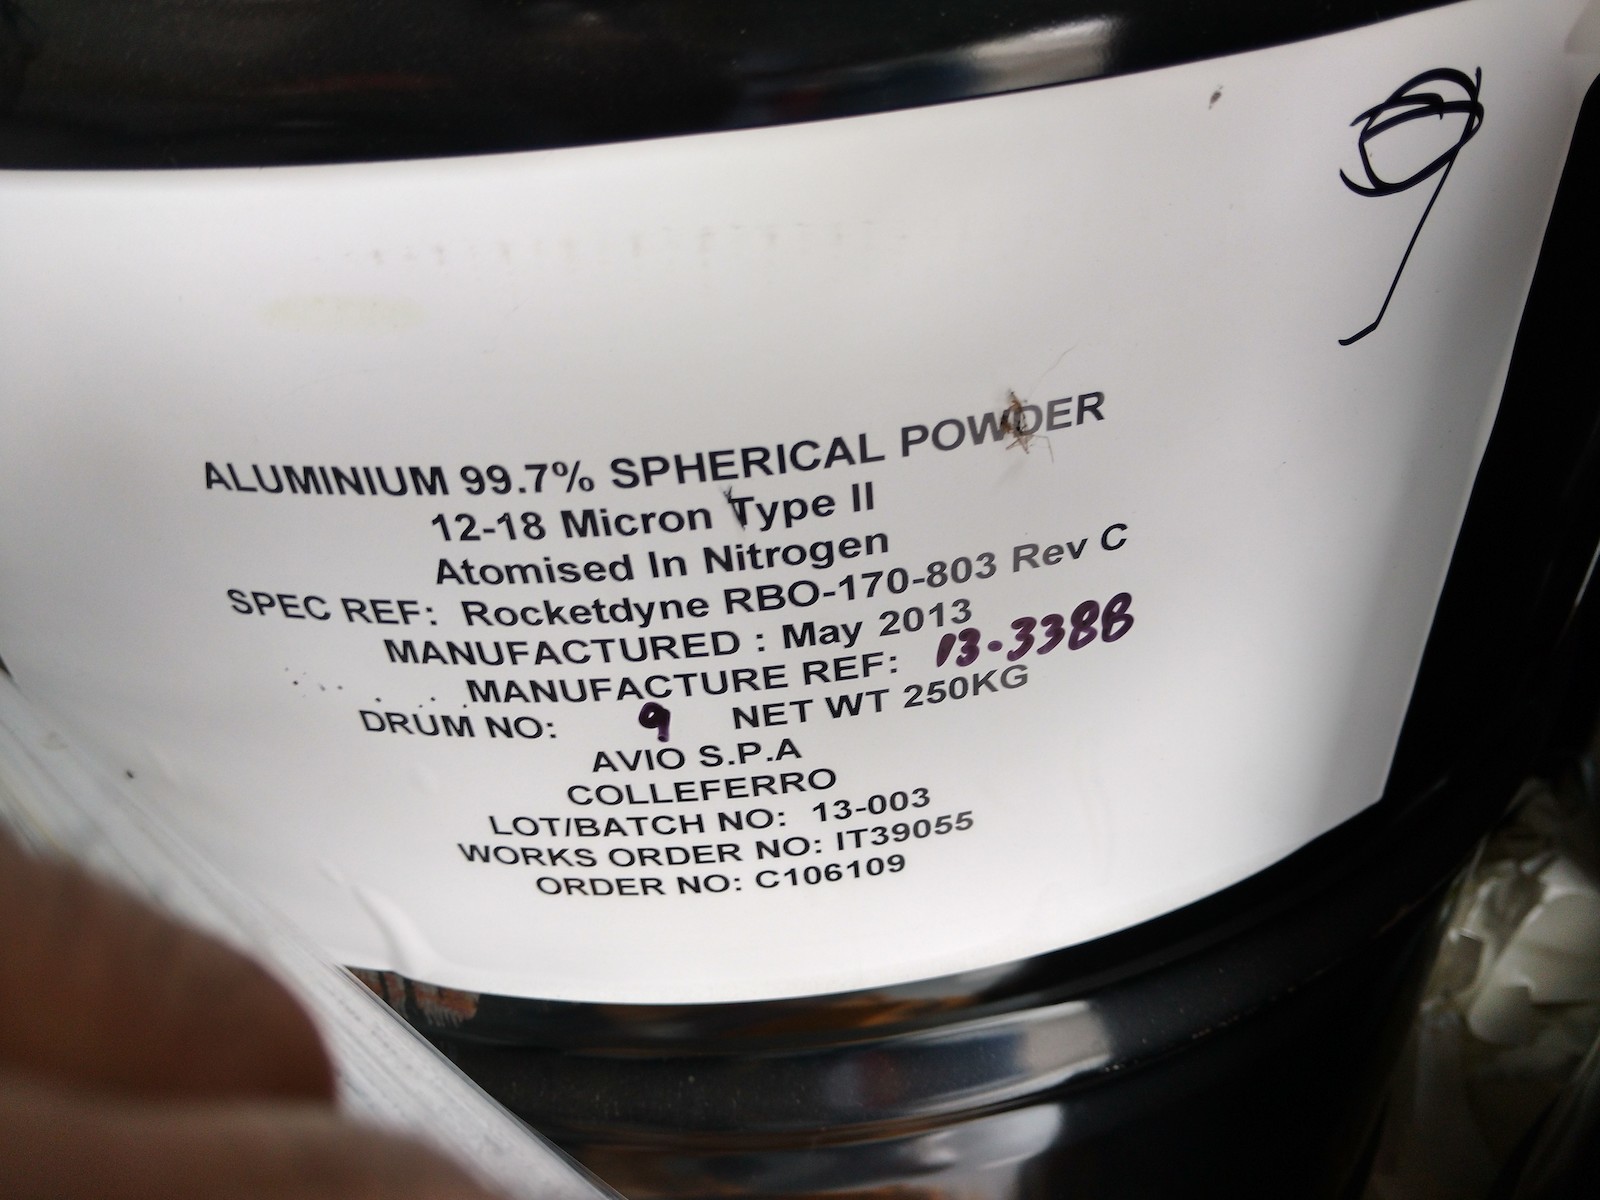 9
ALUMINIUM 99.7% SPHERICAL POWDER
12-18 Micron Type II
Atomised In Nitrogen
SPEC REF: Rocketdyne RBO-170-803 Rev C
MANUFACTURED : May 2013
MANUFACTURE REF: 13-338B
DRUM NO: 9 NET WT 250KG
AVIO S.P.A
COLLEFERRO
LOT/BATCH NO: 13-003
WORKS ORDER NO: IT39055
ORDER NO: C106109